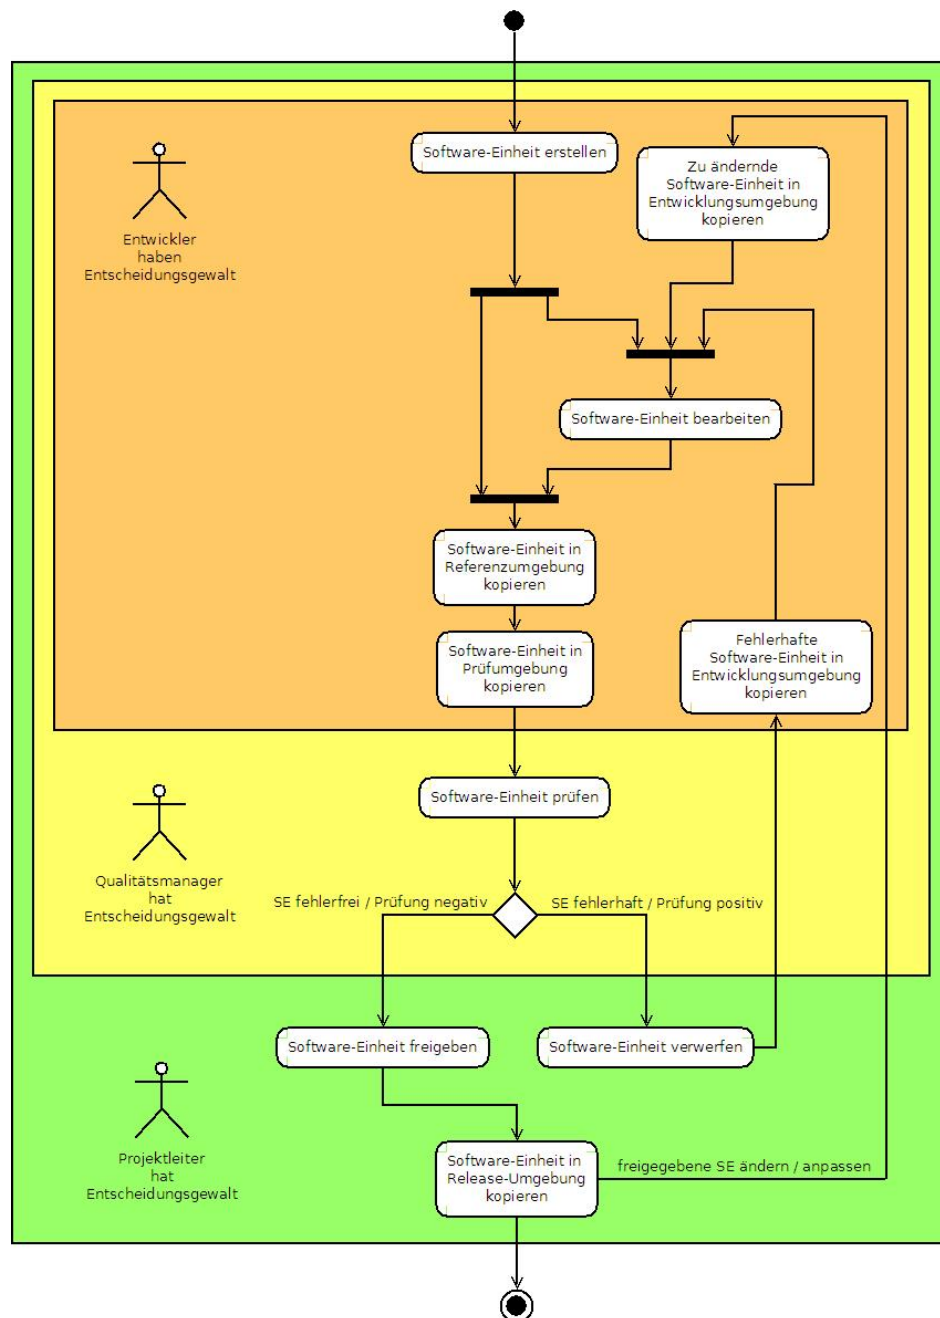 Software-Einheit erstellen
Zu ändernde
Software-Einheit in
Entwicklungsumgebung
kopieren
Entwickler
haben
Entscheidungsgewalt
Software-Einheit bearbeiten
Software-Einheit in
Referenzumgebung
kopieren
Software-Einheit in
Prüfumgebung
kopieren
Fehlerhafte
Software-Einheit in
Entwicklungsumgebung
kopieren
Software-Einheit prüfen
Qualitätsmanager
hat
Entscheidungsgewalt
SE fehlerfrei / Prüfung negativ
SE fehlerhaft / Prüfung positiv
Software-Einheit freigeben
Software-Einheit verwerfen
Projektleiter
hat
Entscheidungsgewalt
Software-Einheit in
Release-Umgebung
kopieren
freigegebene SE ändern / anpassen